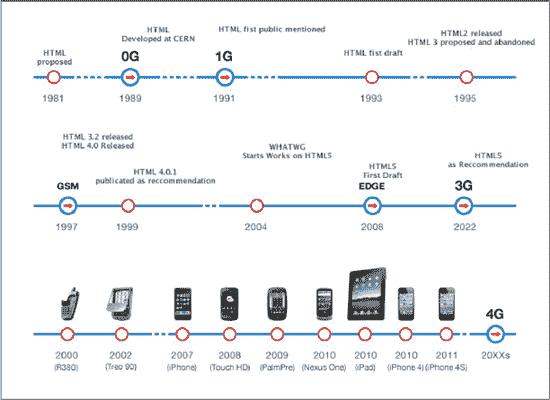 HTML
proposed
HTML
Developed at CERN
0G
HTML fist public mentioned
1G
HTML fist draft
HTML2 released
HTML 3 proposed and abandoned
1981
1989
1991
1993
1995
HTML 3.2 released
HTML 4.0 Released
GSM
HTML 4.0.1
publicated as reccommendation
WHATWG
Starts Works on HTML5
HTML5
First Draft
EDGE
HTML5
as Reccommendation
3G
1997
1999
2004
2008
2022
4G
2000
(R380)
2002
(Treo 90)
2007
(iPhone)
2008
(Touch HD)
2009
(PalmPre)
2010
(Nexus One)
2010
(iPad)
2010
(iPhone 4)
2011
(iPhone 4S)
20XXs